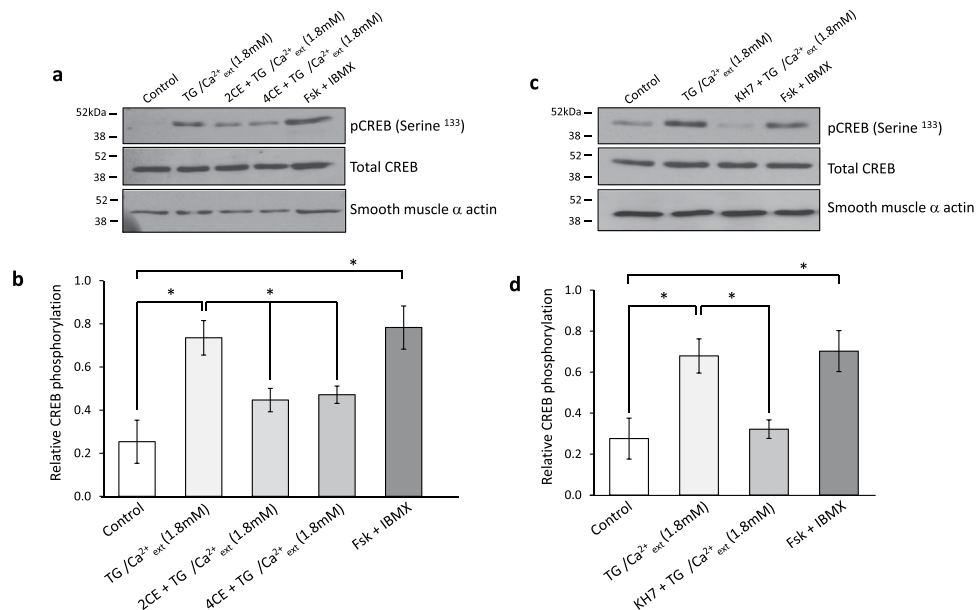 a
Control
TG /Ca²⁺ ext (1.8mM)
2CE + TG /Ca²⁺ ext (1.8mM)
4CE + TG /Ca²⁺ ext (1.8mM)
Fsk + IBMX
52kDa
38
pCREB (Serine ¹³³)
52
38
Total CREB
52
38
Smooth muscle α actin
b
Relative CREB phosphorylation
1.0
0.8
0.6
0.4
0.2
0.0
*
*
*
Control
TG /Ca²⁺ ext (1.8mM)
2CE + TG /Ca²⁺ ext (1.8mM)
4CE + TG /Ca²⁺ ext (1.8mM)
Fsk + IBMX
c
Control
TG /Ca²⁺ ext (1.8mM)
KH7 + TG /Ca²⁺ ext (1.8mM)
Fsk + IBMX
52kDa
38
pCREB (Serine ¹³³)
52
38
Total CREB
52
38
Smooth muscle α actin
d
Relative CREB phosphorylation
1.0
0.8
0.6
0.4
0.2
0.0
*
*
*
Control
TG /Ca²⁺ ext (1.8mM)
KH7 + TG /Ca²⁺ ext (1.8mM)
Fsk + IBMX